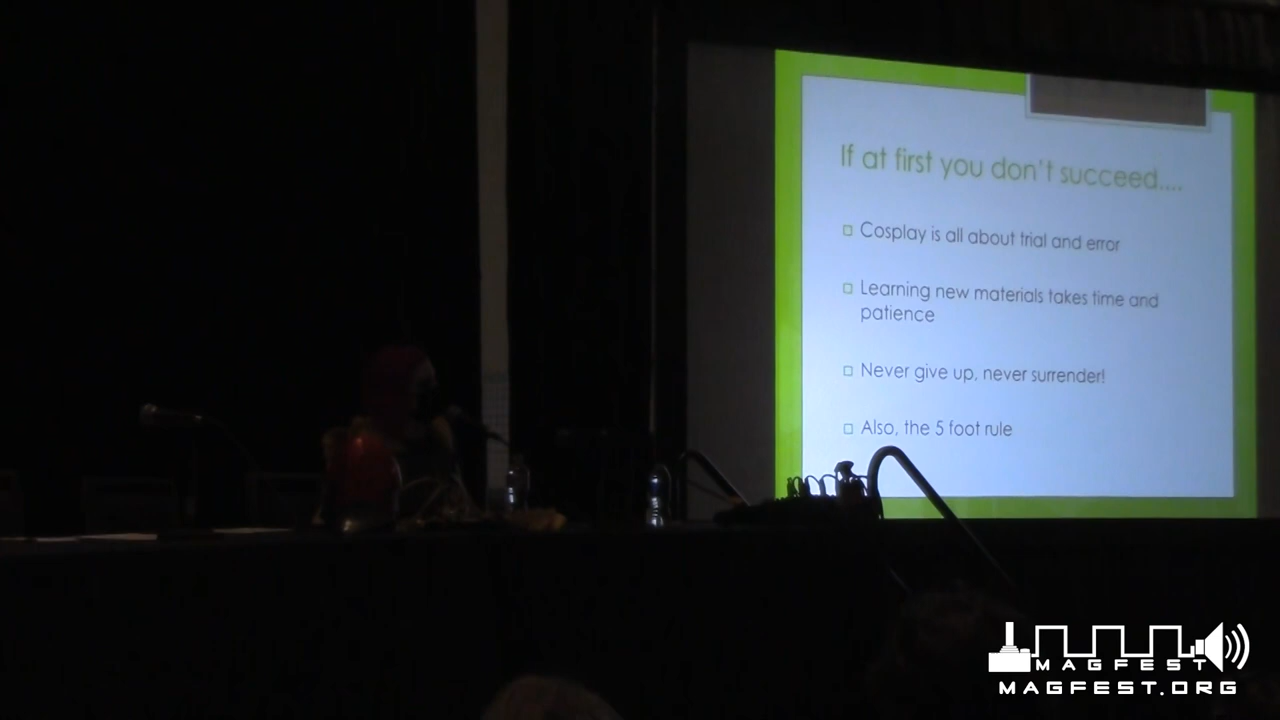 If at first you don't succeed....
Cosplay is all about trial and error
Learning new materials takes time and
patience
Never give up, never surrender!
Also, the 5 foot rule
MAGFEST
MAGFEST.ORG